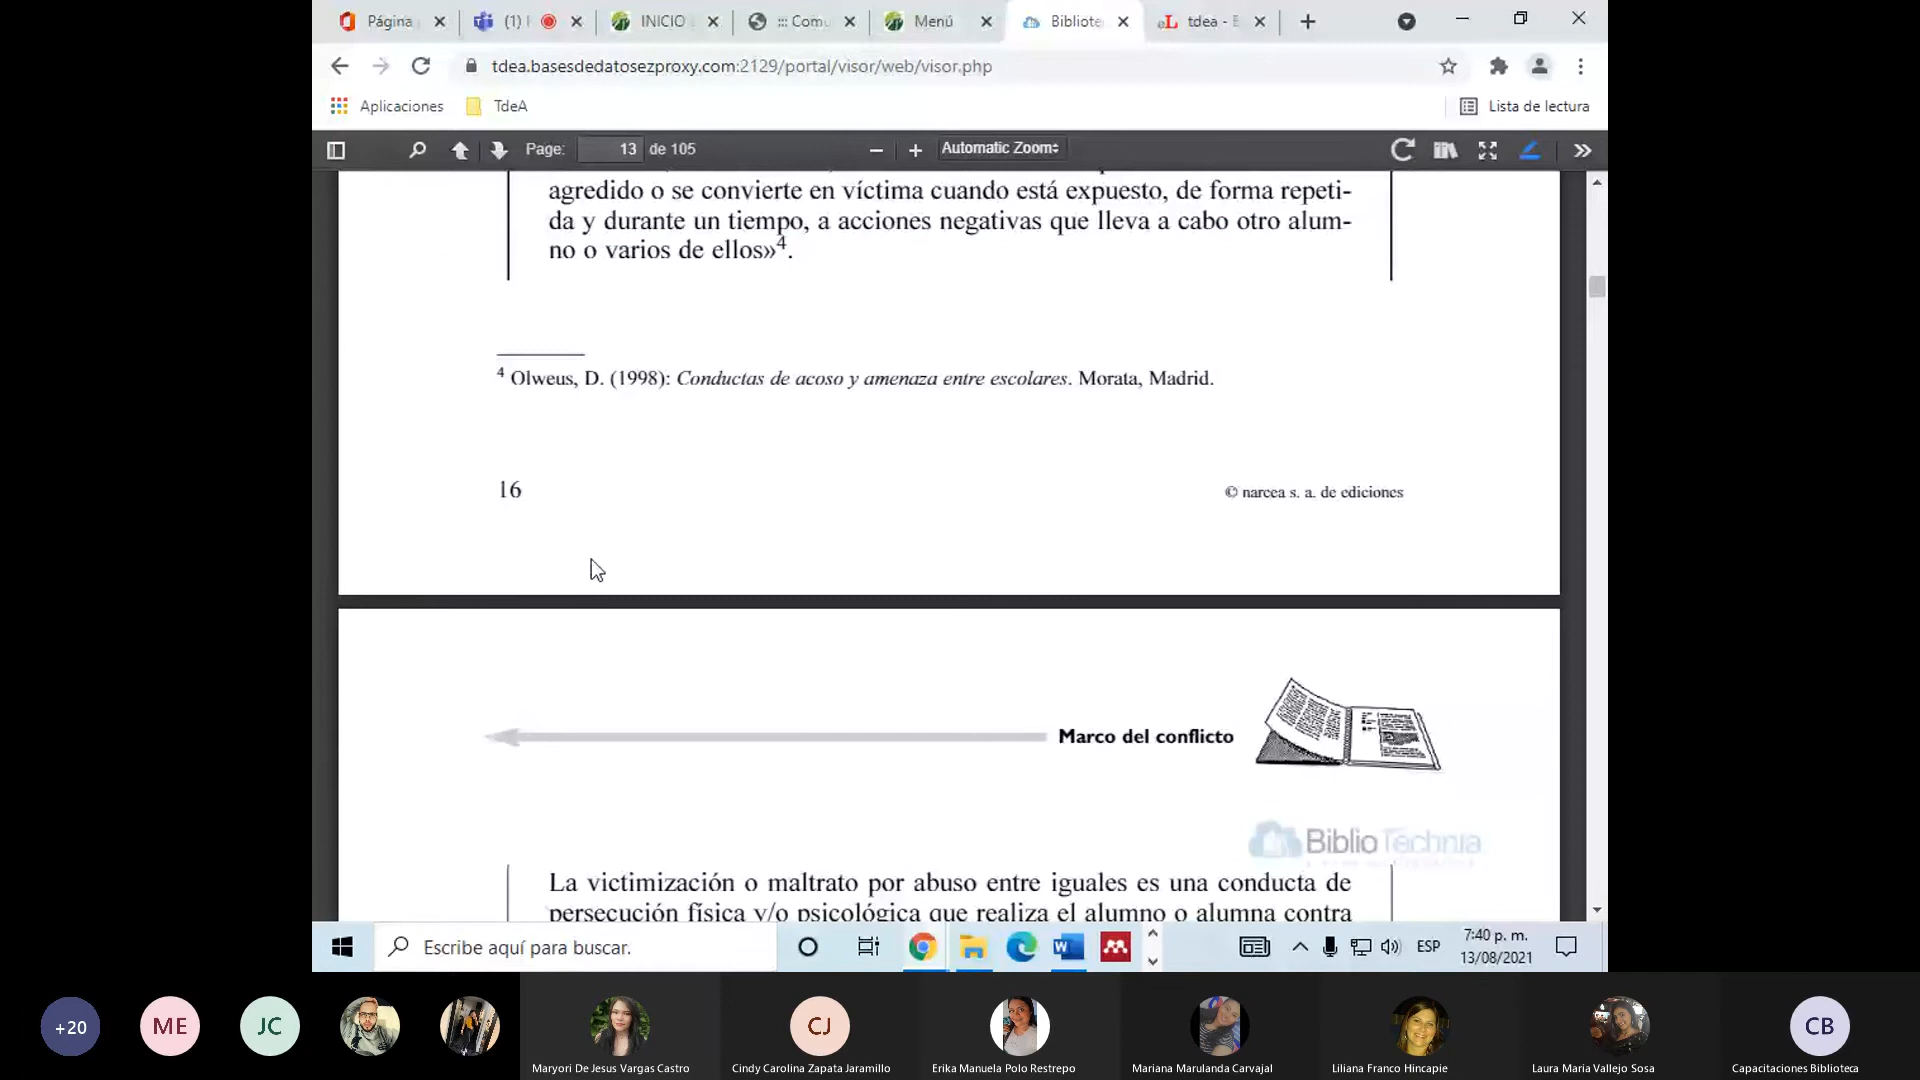 Página
(1)
INICIO
::: Comu
Menú
Bibliote
tdea - E
tdea.basesdedatosezproxy.com:2129/portal/visor/web/visor.php
Aplicaciones
TdeA
Lista de lectura
Page: 13 de 105
Automatic Zoom
agredido o se convierte en víctima cuando está expuesto, de forma repeti-
da y durante un tiempo, a acciones negativas que lleva a cabo otro alum-
no o varios de ellos»4.
4 Olweus, D. (1998): Conductas de acoso y amenaza entre escolares. Morata, Madrid.
16
© narcea s. a. de ediciones
Marco del conflicto
BiblioTechnia
La victimización o maltrato por abuso entre iguales es una conducta de
persecución física y/o psicológica que realiza el alumno o alumna contra
Escribe aquí para buscar.
ESP
7:40 p. m.
13/08/2021
+20
ME
JC
CJ
CB
Maryori De Jesus Vargas Castro
Cindy Carolina Zapata Jaramillo
Erika Manuela Polo Restrepo
Mariana Marulanda Carvajal
Liliana Franco Hincapie
Laura Maria Vallejo Sosa
Capacitaciones Biblioteca